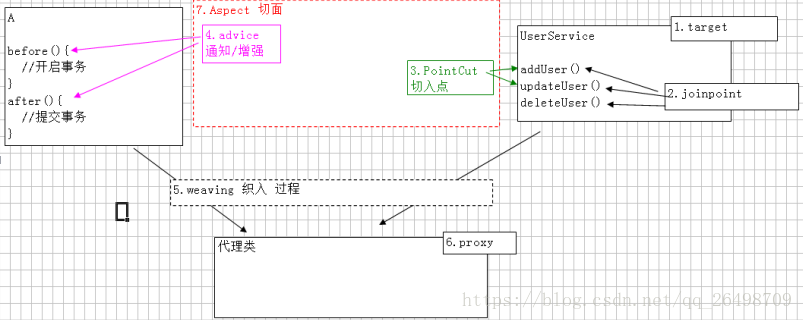 A
before(){
//开启事务
}
after(){
//提交事务
}
7.Aspect 切面
4.advice
通知/增强
3.PointCut
切入点
UserService
addUser()
updateUser()
deleteUser()
1.target
2.joinpoint
5.weaving 织入 过程
代理类
6.proxy
https://blog.csdn.net/qq_26498709